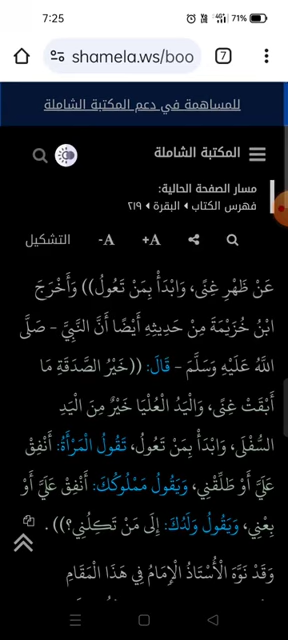 7:25
4G
71%
shamela.ws/boo
7
للمساهمة في دعم المكتبة الشاملة
المكتبة الشاملة
مسار الصفحة الحالية:
فهرس الكتاب
البقرة
٢١٩
A+
A-
التشكيل
عَنْ ظَهْرِ غِنًى، وَابْدَأْ بِمَنْ تَعُولُ)) وَأَخْرَجَ
ابْنُ خُزَيْمَةَ مِنْ حَدِيثِهِ أَيْضًا أَنَّ النَّبِيَّ - صَلَّى
اللَّهُ عَلَيْهِ وَسَلَّمَ - قَالَ: ((خَيْرُ الصَّدَقَةِ مَا
أَبْقَتْ غِنًى، وَالْيَدُ الْعُلْيَا خَيْرٌ مِنَ الْيَدِ
السُّفْلَى، وَابْدَأْ بِمَنْ تَعُولُ، تَقُولُ الْمَرْأَةُ: أَنْفِقْ
عَلَيَّ أَوْ طَلِّقْنِي، وَيَقُولُ مَمْلُوكُكَ: أَنْفِقْ عَلَيَّ أَوْ
بِعْنِي، وَيَقُولُ وَلَدُكَ: إِلَى مَنْ تَكِلُنِي؟)) .
وَقَدْ نَوَّهَ الْأُسْتَاذُ الْإِمَامُ فِي هَذَا الْمَقَامِ